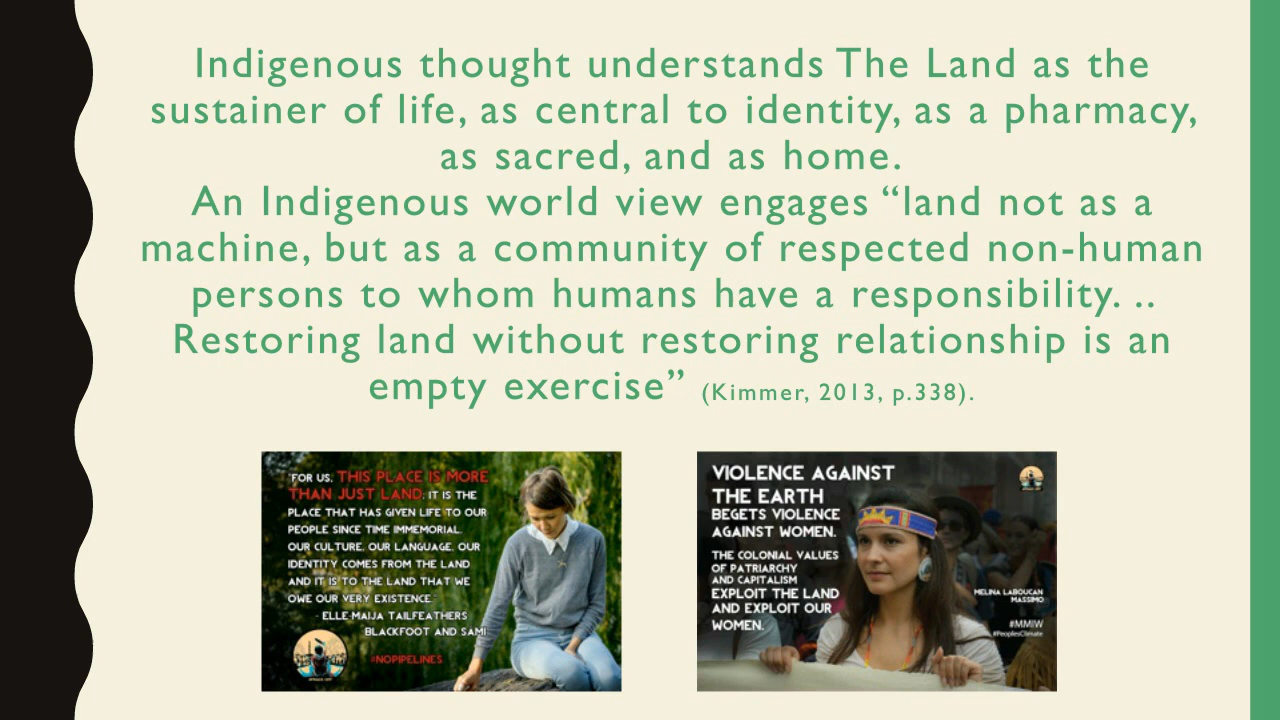 Indigenous thought understands The Land as the
sustainer of life, as central to identity, as a pharmacy,
as sacred, and as home.
An Indigenous world view engages “land not as a
machine, but as a community of respected non-human
persons to whom humans have a responsibility. ..
Restoring land without restoring relationship is an
empty exercise” (Kimmer, 2013, p.338).
"FOR US, THIS PLACE IS MORE
THAN JUST LAND; IT IS THE
PLACE THAT HAS GIVEN LIFE TO OUR
PEOPLE SINCE TIME IMMEMORIAL.
OUR CULTURE, OUR LANGUAGE, OUR
IDENTITY COMES FROM THE LAND
AND IT IS TO THE LAND THAT WE
OWE OUR VERY EXISTENCE"
- ELLE-MAIJA TAILFEATHERS
BLACKFOOT AND SAMI
#NOPIPELINES
VIOLENCE AGAINST
THE EARTH
BEGETS VIOLENCE
AGAINST WOMEN.
THE COLONIAL VALUES
OF PATRIARCHY
AND CAPITALISM
EXPLOIT THE LAND
AND EXPLOIT OUR
WOMEN.
MELINA LABOUCAN
MASSIMO
#MMIW
#PeoplesClimate